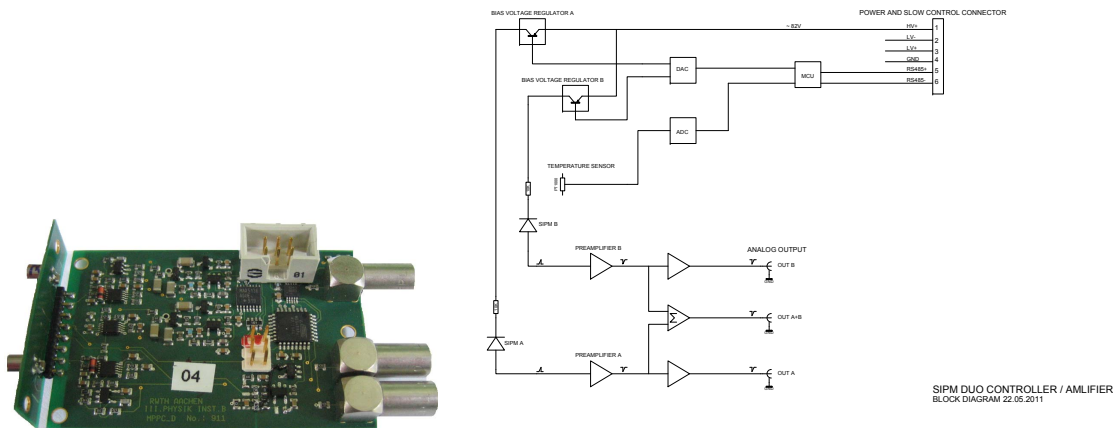 BIAS VOLTAGE REGULATOR A
POWER AND SLOW CONTROL CONNECTOR
~ 82V
HV+ 1
LV- 2
LV+ 3
GND 4
RS485+ 5
RS485- 6
DAC
MCU
BIAS VOLTAGE REGULATOR B
ADC
TEMPERATURE SENSOR
SIPM B
PREAMPLIFIER B
ANALOG OUTPUT
OUT B
Σ
OUT A+B
SIPM A
PREAMPLIFIER A
OUT A
SIPM DUO CONTROLLER / AMLIFIER
BLOCK DIAGRAM 22.05.2011
01
04
RWTH AACHEN
III.PHYSIK INST.B
MPPC_D No.: 911